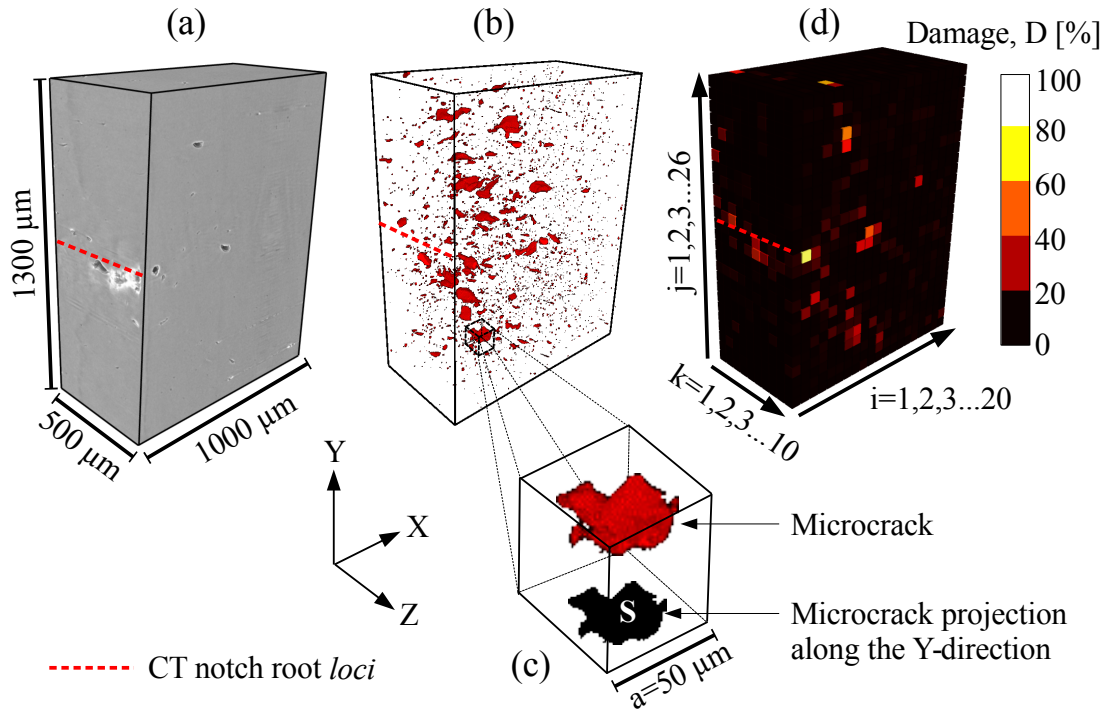 (a)
(b)
(d)
Damage, D [%]
1300 µm
500 µm
1000 µm
j=1,2,3...26
k=1,2,3...10
i=1,2,3...20
100
80
60
40
20
0
Y
X
Z
Microcrack
S
Microcrack projection
along the Y-direction
a=50 µm
(c)
CT notch root loci